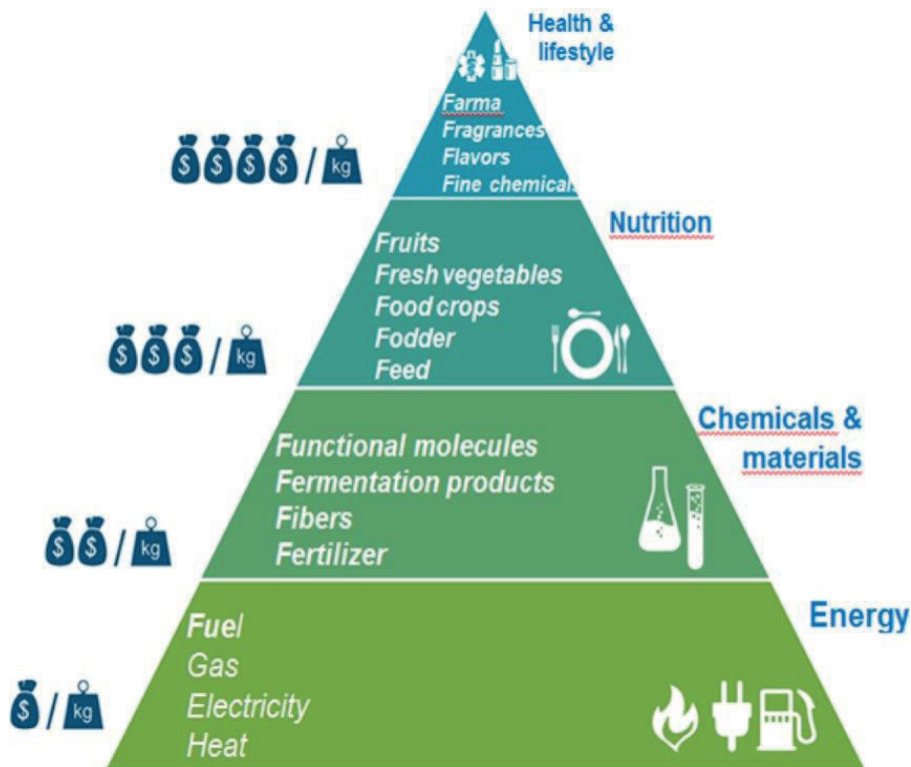 Health &
lifestyle
Farma
Fragrances
Flavors
Fine chemicals
$ $ $ $ / kg
Nutrition
Fruits
Fresh vegetables
Food crops
Fodder
Feed
$ $ $ / kg
Chemicals &
materials
Functional molecules
Fermentation products
Fibers
Fertilizer
$ $ / kg
Energy
Fuel
Gas
Electricity
Heat
$ / kg